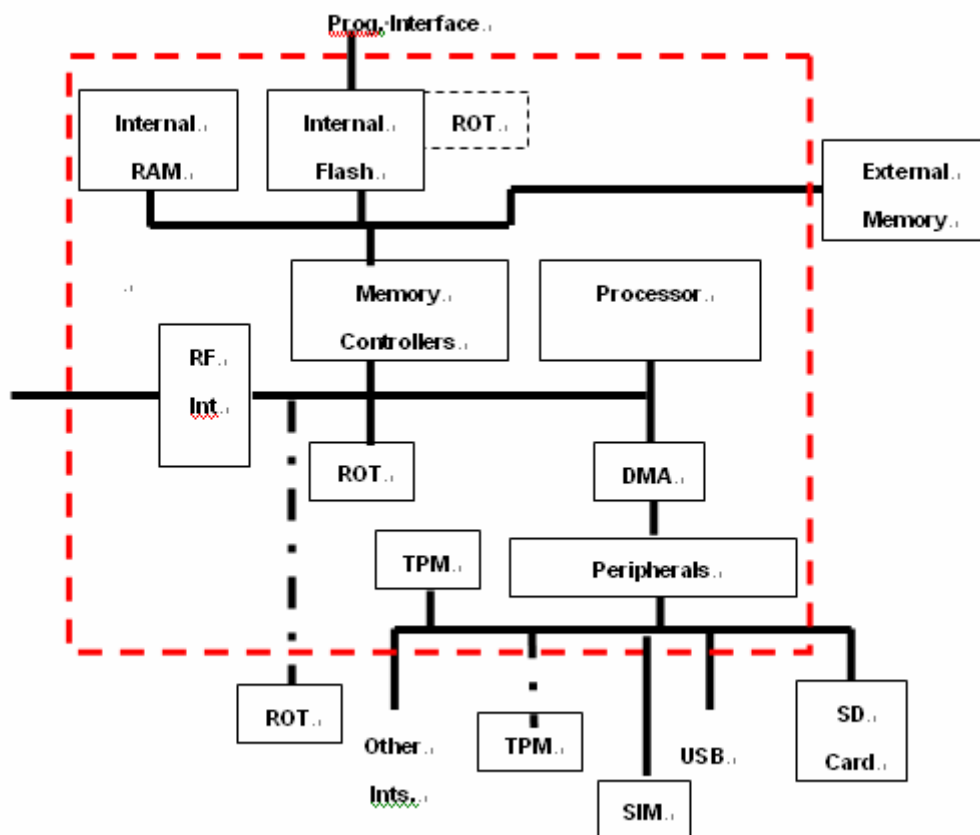 Prog. Interface
Internal
RAM
Internal
Flash
ROT
External
Memory
Memory
Controllers
Processor
RF
Int
ROT
DMA
TPM
Peripherals
ROT
Other
Ints.
TPM
USB
SD
Card
SIM